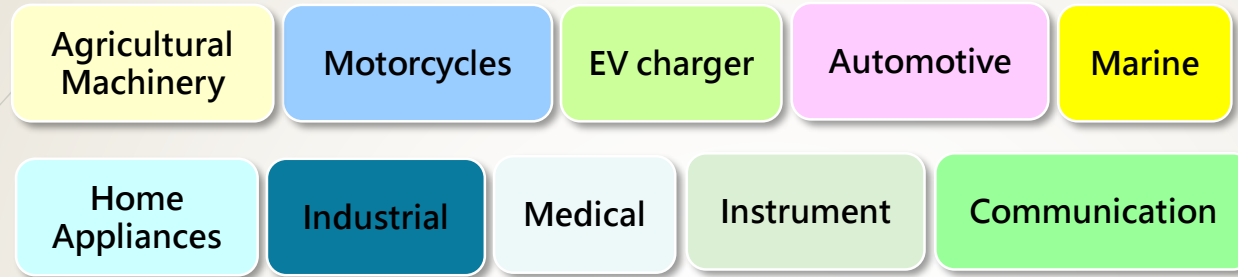 Agricultural
Machinery
Motorcycles
EV charger
Automotive
Marine
Home
Appliances
Industrial
Medical
Instrument
Communication